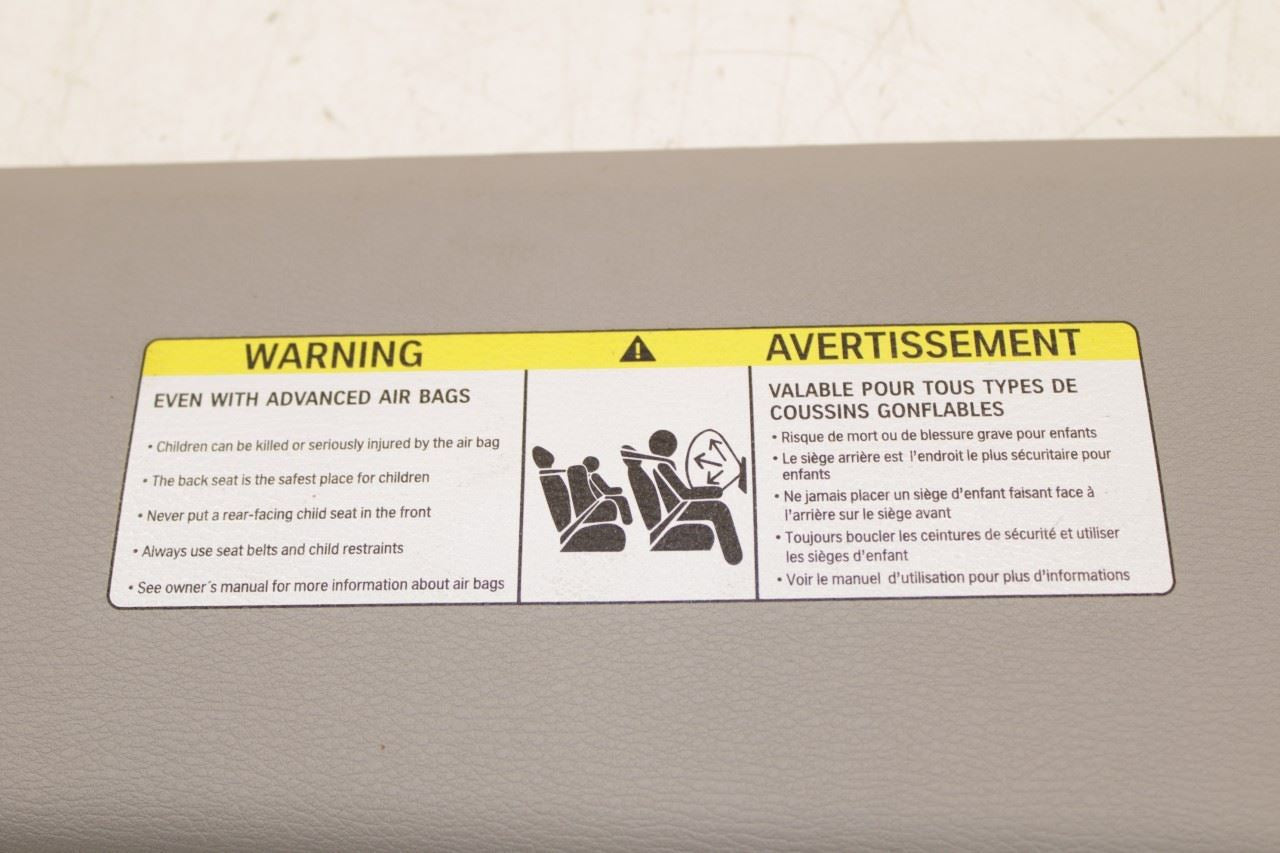 WARNING
EVEN WITH ADVANCED AIR BAGS
• Children can be killed or seriously injured by the air bag
• The back seat is the safest place for children
• Never put a rear-facing child seat in the front
• Always use seat belts and child restraints
• See owner´s manual for more information about air bags
AVERTISSEMENT
VALABLE POUR TOUS TYPES DE
COUSSINS GONFLABLES
• Risque de mort ou de blessure grave pour enfants
• Le siège arrière est l'endroit le plus sécuritaire pour
enfants
• Ne jamais placer un siège d'enfant faisant face à
l'arrière sur le siège avant
• Toujours boucler les ceintures de sécurité et utiliser
les sièges d'enfant
• Voir le manuel d'utilisation pour plus d'informations